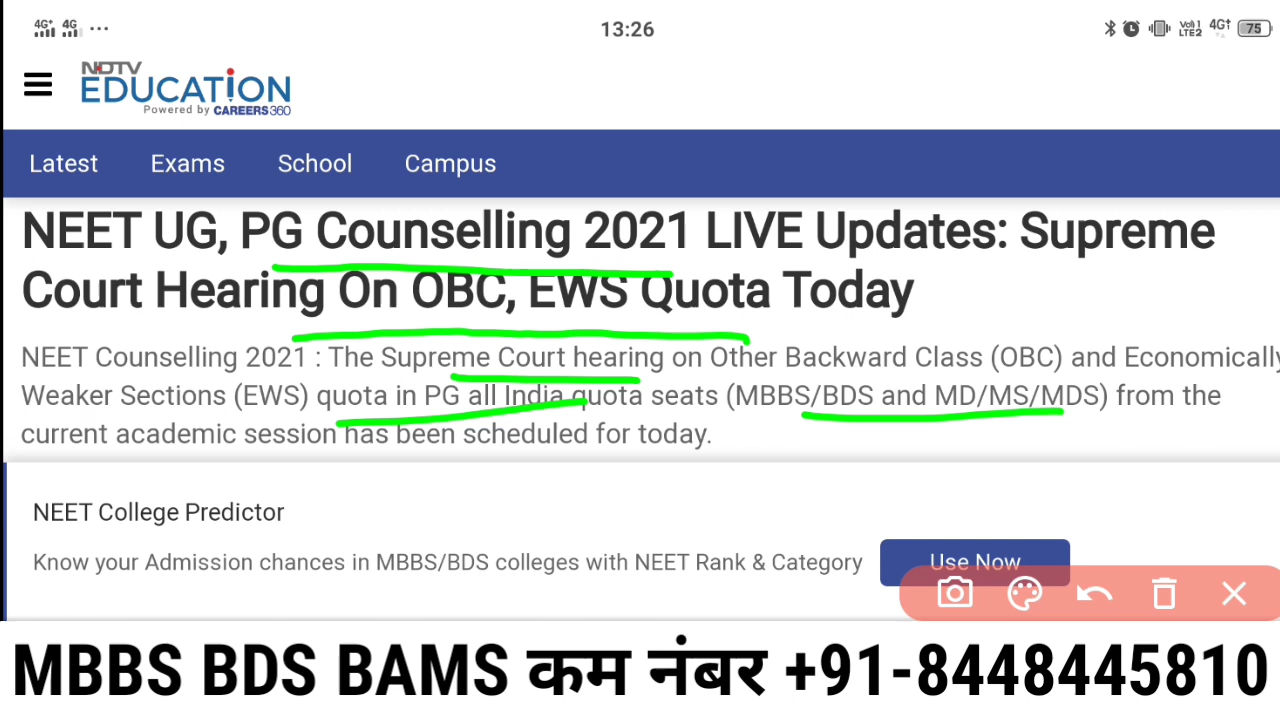 4G+ 4G ... 13:26 4G↑ 75
NDTV
EDUCATION
Powered by CAREERS360
Latest Exams School Campus
NEET UG, PG Counselling 2021 LIVE Updates: Supreme
Court Hearing On OBC, EWS Quota Today
NEET Counselling 2021 : The Supreme Court hearing on Other Backward Class (OBC) and Economically
Weaker Sections (EWS) quota in PG all India quota seats (MBBS/BDS and MD/MS/MDS) from the
current academic session has been scheduled for today.
NEET College Predictor
Know your Admission chances in MBBS/BDS colleges with NEET Rank & Category
Use Now
MBBS BDS BAMS कम नंबर +91-8448445810